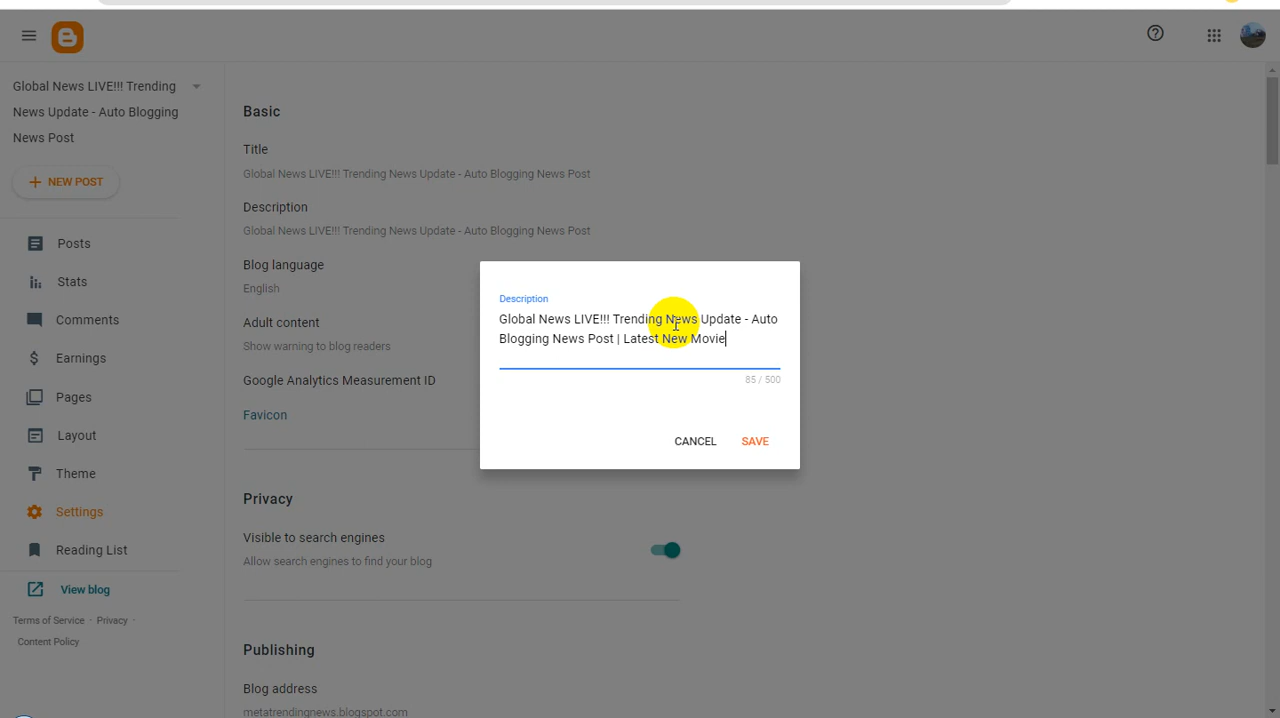 Global News LIVE!!! Trending
News Update - Auto Blogging
News Post
+ NEW POST
Posts
Stats
Comments
Earnings
Pages
Layout
Theme
Settings
Reading List
View blog
Terms of Service · Privacy ·
Content Policy
Basic
Title
Global News LIVE!!! Trending News Update - Auto Blogging News Post
Description
Global News LIVE!!! Trending News Update - Auto Blogging News Post
Blog language
English
Adult content
Show warning to blog readers
Google Analytics Measurement ID
Favicon
Privacy
Visible to search engines
Allow search engines to find your blog
Publishing
Blog address
metatrendingnews.blogspot.com
Description
Global News LIVE!!! Trending News Update - Auto
Blogging News Post | Latest New Movie
85 / 500
CANCEL SAVE